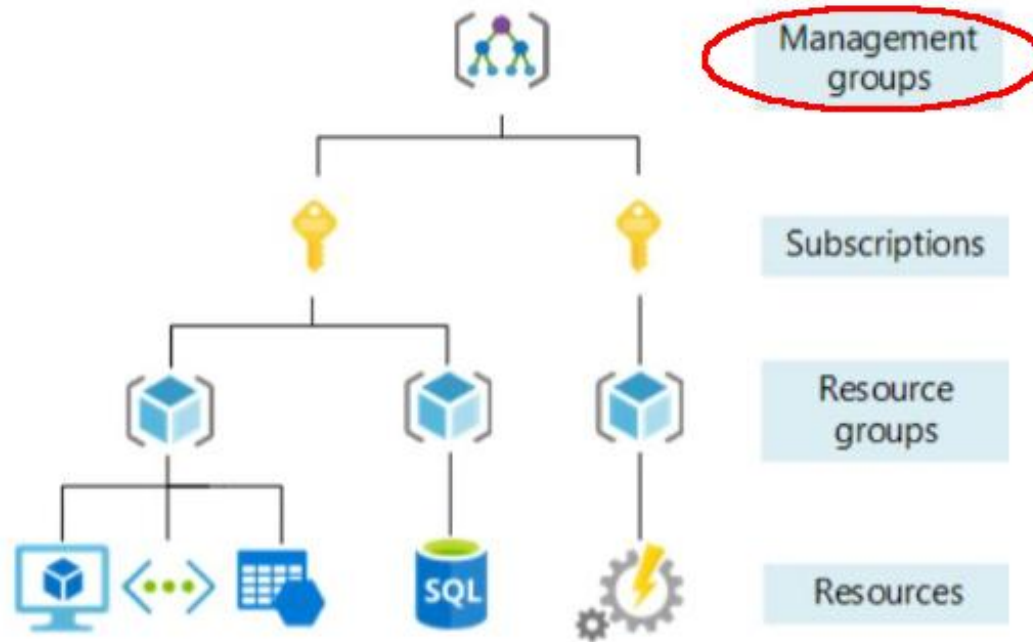 Management
groups
Subscriptions
Resource
groups
SQL
Resources